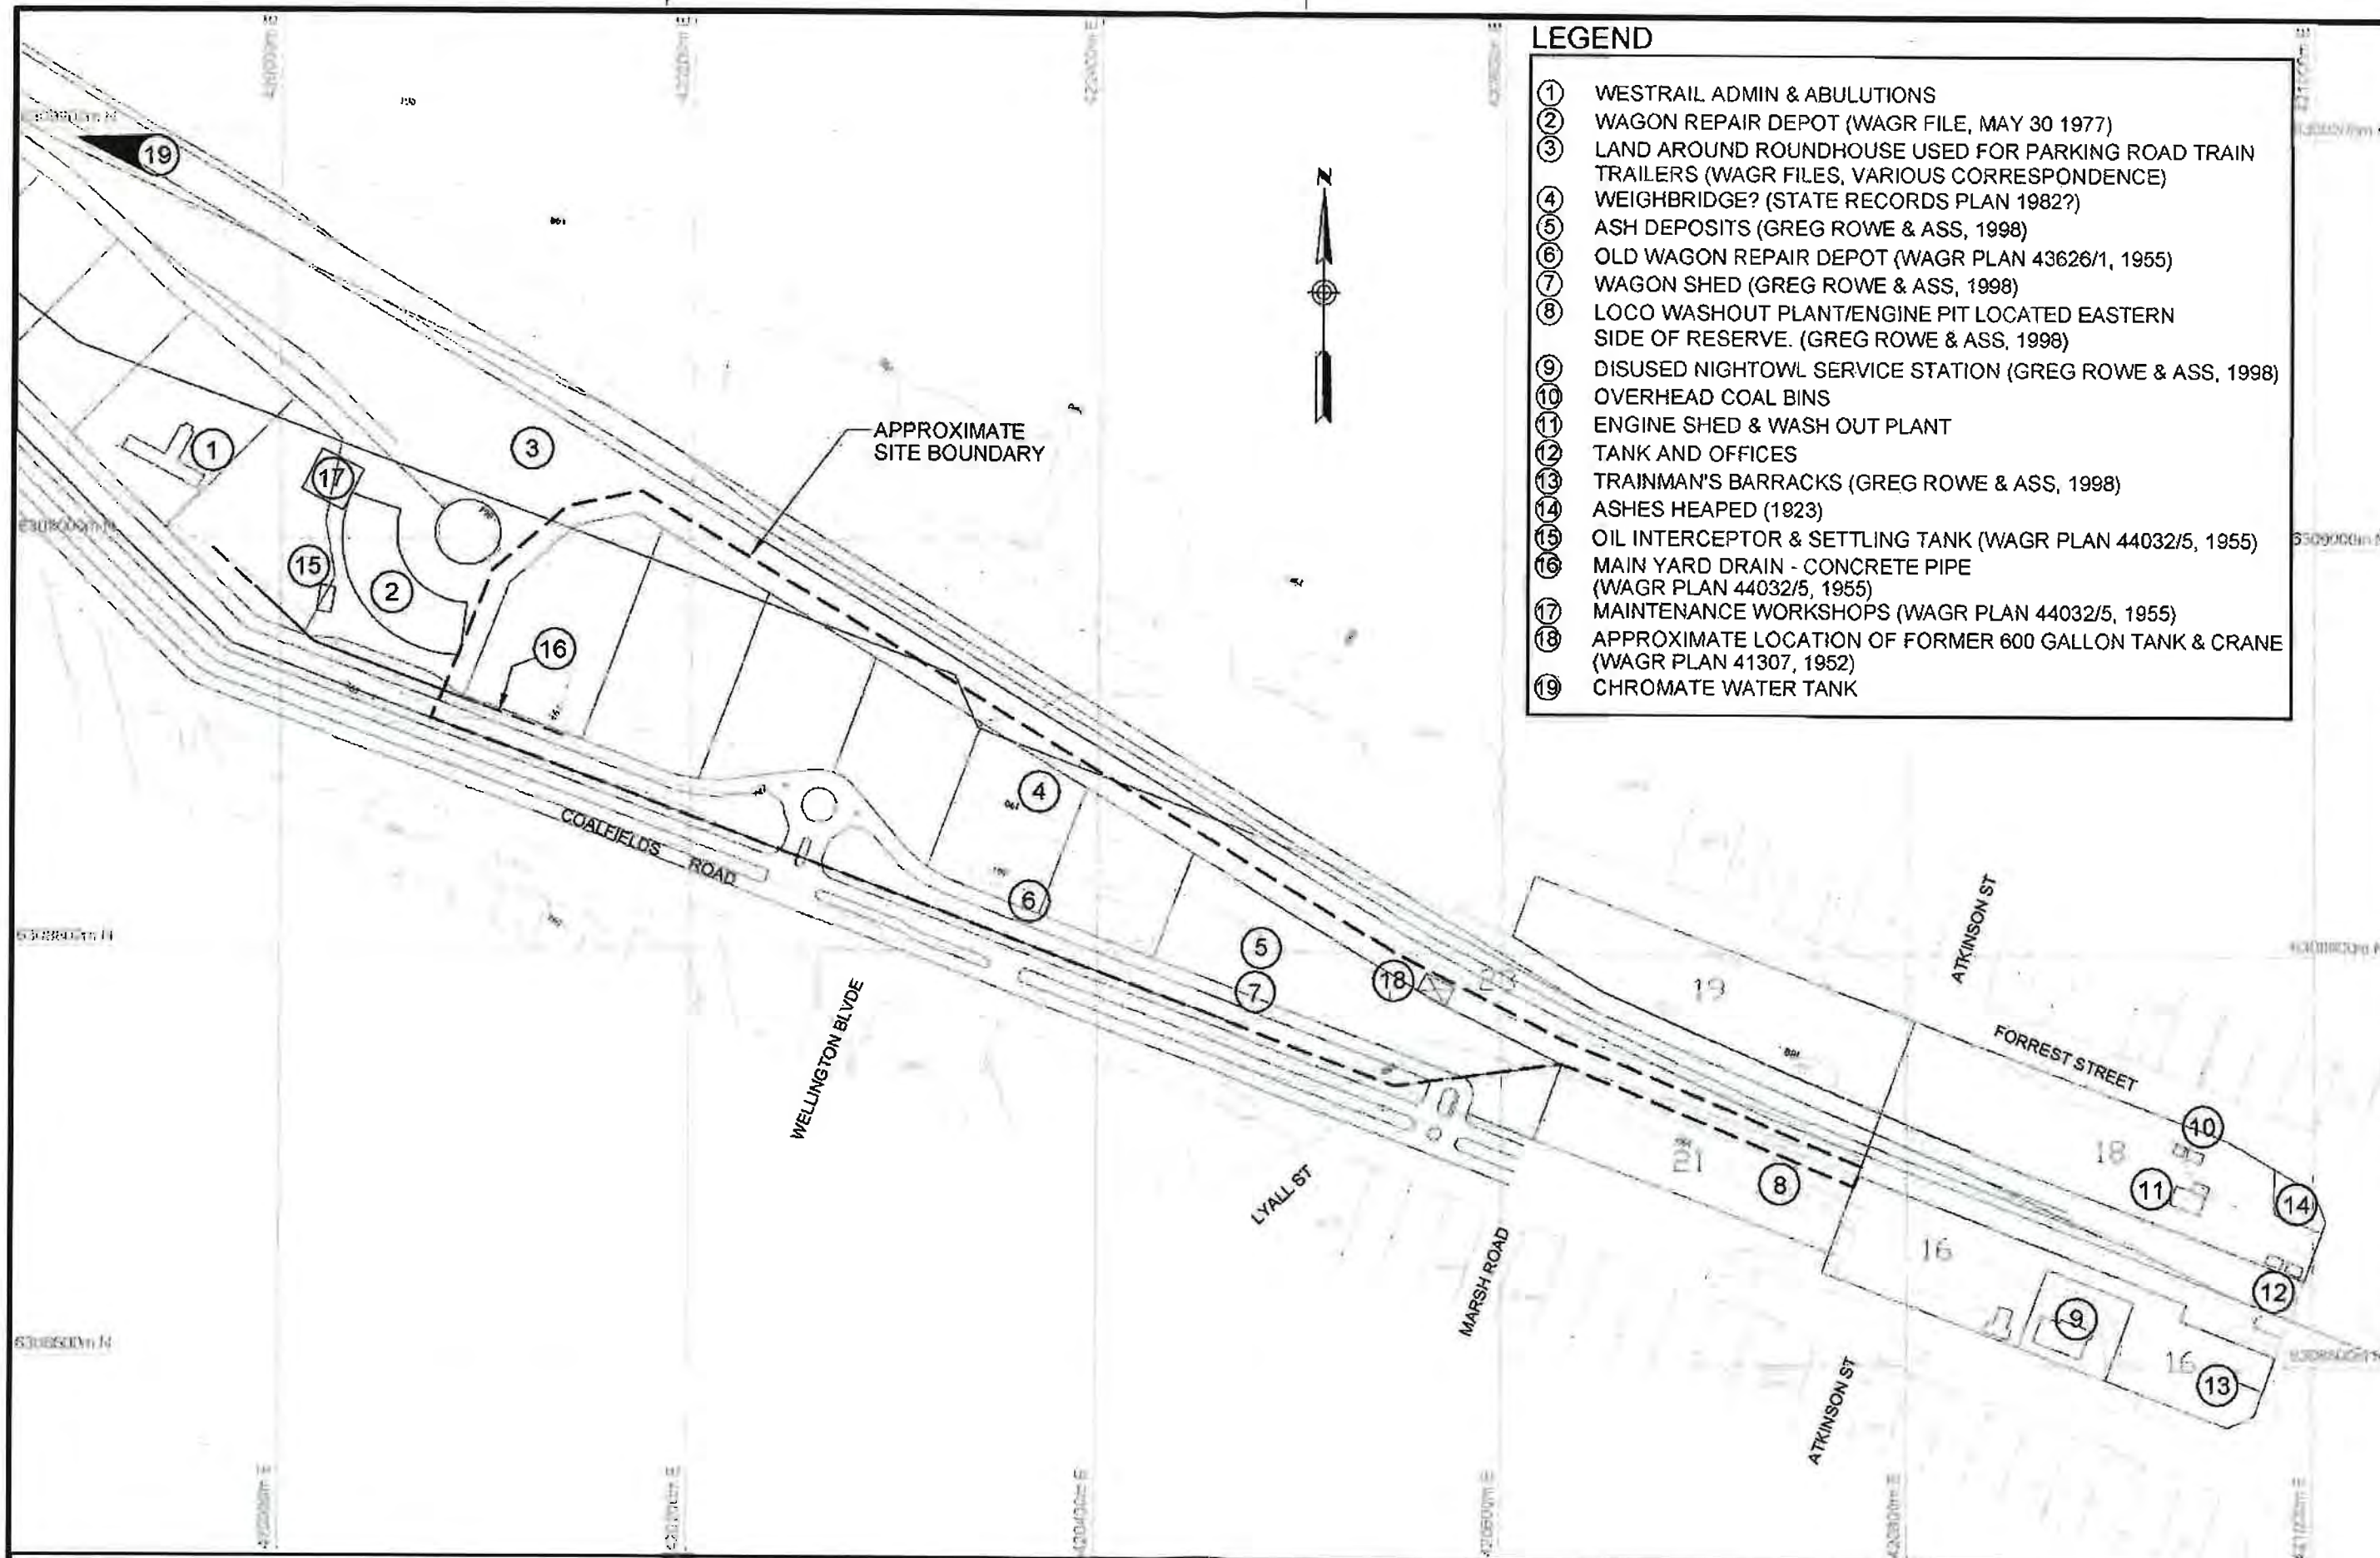 LEGEND
① WESTRAIL ADMIN & ABULUTIONS
② WAGON REPAIR DEPOT (WAGR FILE, MAY 30 1977)
③ LAND AROUND ROUNDHOUSE USED FOR PARKING ROAD TRAIN
TRAILERS (WAGR FILES, VARIOUS CORRESPONDENCE)
④ WEIGHBRIDGE? (STATE RECORDS PLAN 1982?)
⑤ ASH DEPOSITS (GREG ROWE & ASS, 1998)
⑥ OLD WAGON REPAIR DEPOT (WAGR PLAN 43626/1, 1955)
⑦ WAGON SHED (GREG ROWE & ASS, 1998)
⑧ LOCO WASHOUT PLANT/ENGINE PIT LOCATED EASTERN
SIDE OF RESERVE. (GREG ROWE & ASS, 1998)
⑨ DISUSED NIGHTOWL SERVICE STATION (GREG ROWE & ASS, 1998)
⑩ OVERHEAD COAL BINS
⑪ ENGINE SHED & WASH OUT PLANT
⑫ TANK AND OFFICES
⑬ TRAINMAN'S BARRACKS (GREG ROWE & ASS, 1998)
⑭ ASHES HEAPED (1923)
⑮ OIL INTERCEPTOR & SETTLING TANK (WAGR PLAN 44032/5, 1955)
⑯ MAIN YARD DRAIN - CONCRETE PIPE
(WAGR PLAN 44032/5, 1955)
⑰ MAINTENANCE WORKSHOPS (WAGR PLAN 44032/5, 1955)
⑱ APPROXIMATE LOCATION OF FORMER 600 GALLON TANK & CRANE
(WAGR PLAN 41307, 1952)
⑲ CHROMATE WATER TANK
N
19
APPROXIMATE
SITE BOUNDARY
3
1
17
15
2
16
4
6
COALFIELDS ROAD
5
7
18
23
19
ATKINSON ST
FORREST STREET
WELLINGTON BLVDE
LYALL ST
MARSH ROAD
8
10
18
11
14
16
12
9
16
13
ATKINSON ST